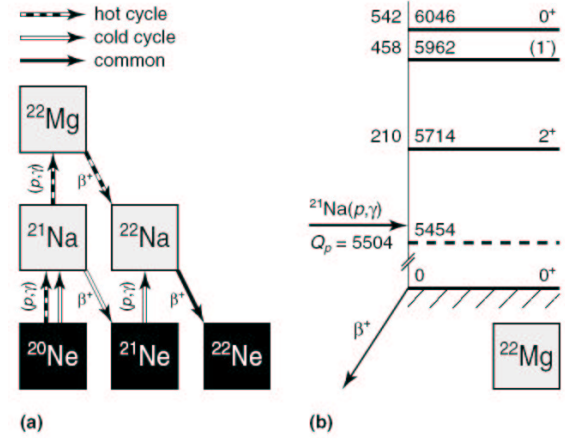 hot cycle
cold cycle
common
²²Mg
(p,γ)
β⁺
²¹Na
²²Na
(p,γ)
β⁺
(p,γ)
β⁺
²⁰Ne
²¹Ne
²²Ne
(a)
542 6046 0⁺
458 5962 (1⁻)
210 5714 2⁺
²¹Na(p,γ)
Qₚ = 5504
5454
0 0⁺
β⁺
²²Mg
(b)